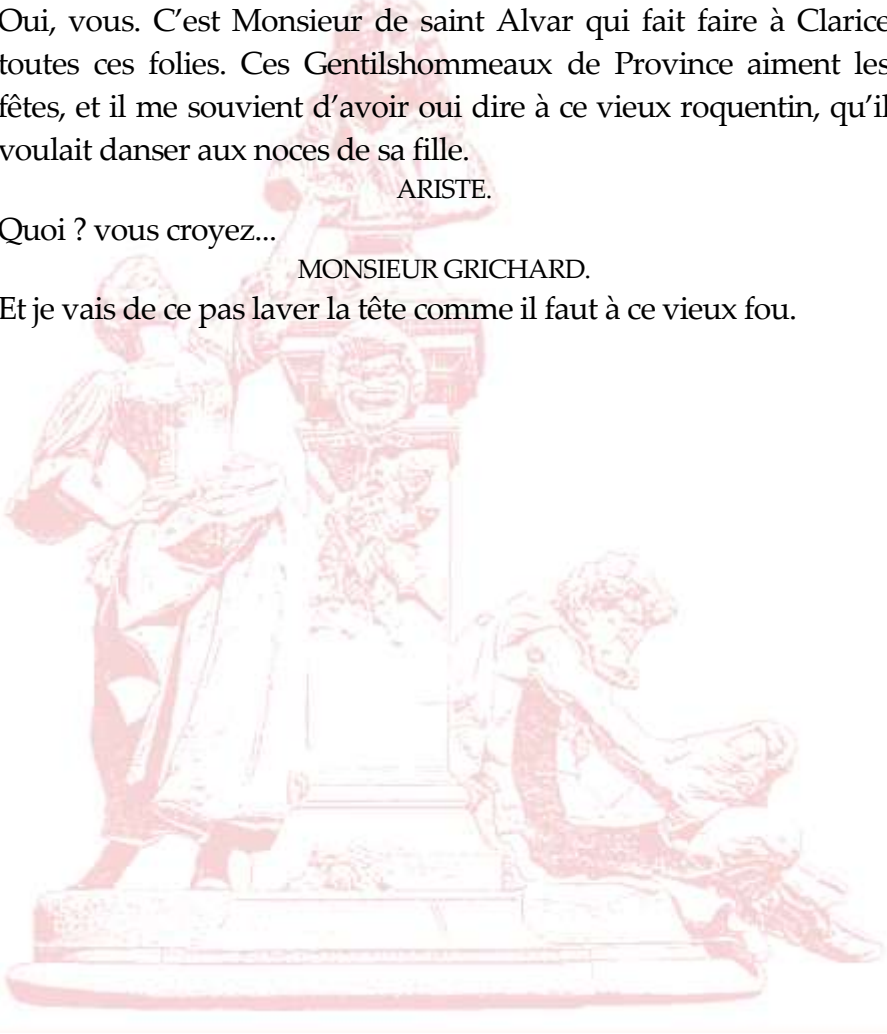 Oui, vous. C’est Monsieur de saint Alvar qui fait faire à Clarice
toutes ces folies. Ces Gentilshommeaux de Province aiment les
fêtes, et il me souvient d’avoir oui dire à ce vieux roquentin, qu’il
voulait danser aux noces de sa fille.
ARISTE.
Quoi ? vous croyez...
MONSIEUR GRICHARD.
Et je vais de ce pas laver la tête comme il faut à ce vieux fou.